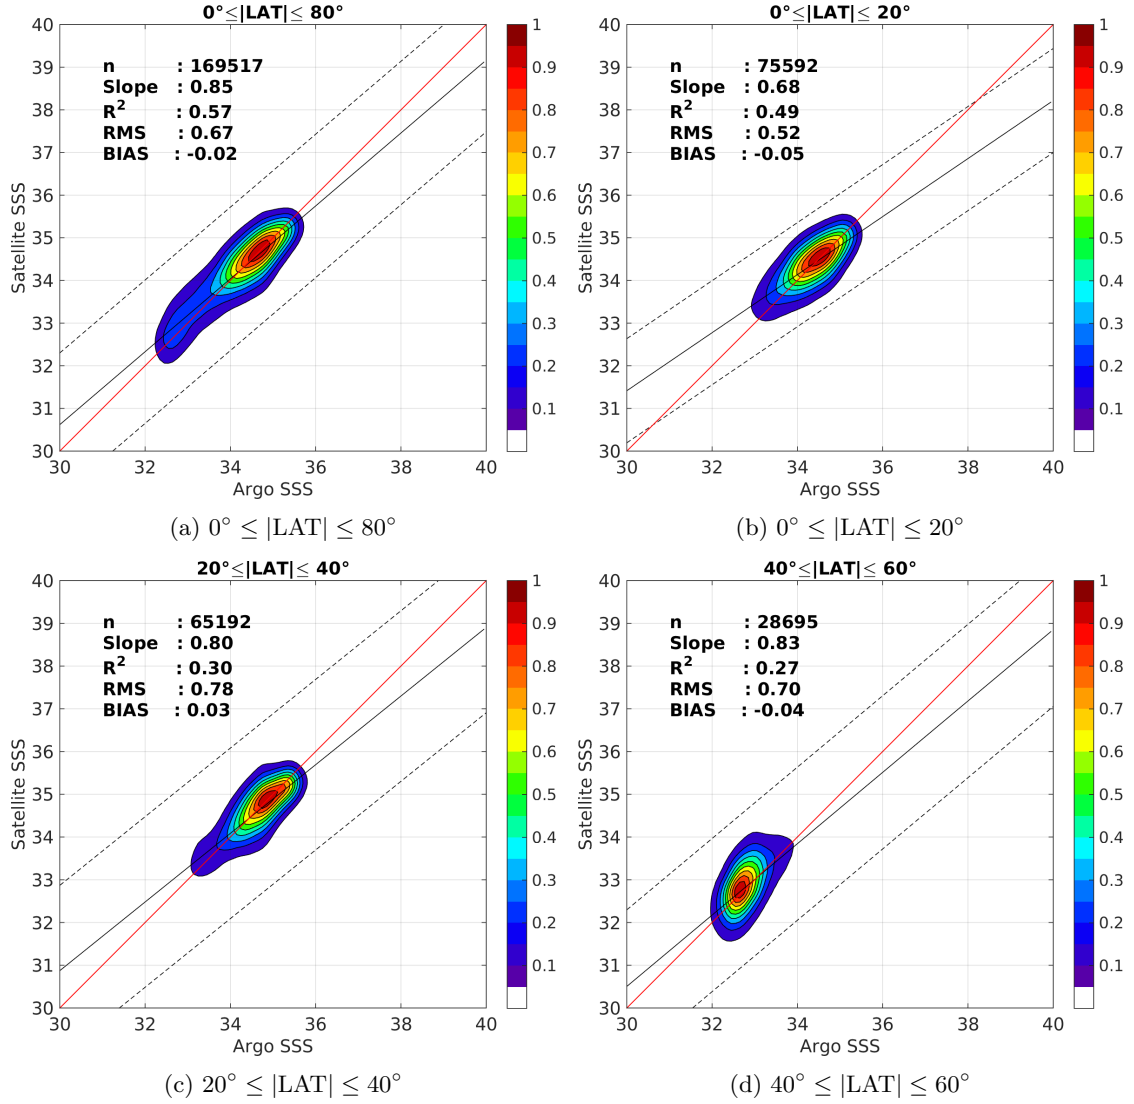 0°≤|LAT|≤ 80°
n : 169517
Slope : 0.85
R² : 0.57
RMS : 0.67
BIAS : -0.02
40
39
38
37
36
35
34
33
32
31
30
Satellite SSS
30 32 34 36 38 40
Argo SSS
1
0.9
0.8
0.7
0.6
0.5
0.4
0.3
0.2
0.1
(a) 0° ≤ |LAT| ≤ 80°
0°≤|LAT|≤ 20°
n : 75592
Slope : 0.68
R² : 0.49
RMS : 0.52
BIAS : -0.05
40
39
38
37
36
35
34
33
32
31
30
Satellite SSS
30 32 34 36 38 40
Argo SSS
1
0.9
0.8
0.7
0.6
0.5
0.4
0.3
0.2
0.1
(b) 0° ≤ |LAT| ≤ 20°
20°≤|LAT|≤ 40°
n : 65192
Slope : 0.80
R² : 0.30
RMS : 0.78
BIAS : 0.03
40
39
38
37
36
35
34
33
32
31
30
Satellite SSS
30 32 34 36 38 40
Argo SSS
1
0.9
0.8
0.7
0.6
0.5
0.4
0.3
0.2
0.1
(c) 20° ≤ |LAT| ≤ 40°
40°≤|LAT|≤ 60°
n : 28695
Slope : 0.83
R² : 0.27
RMS : 0.70
BIAS : -0.04
40
39
38
37
36
35
34
33
32
31
30
Satellite SSS
30 32 34 36 38 40
Argo SSS
1
0.9
0.8
0.7
0.6
0.5
0.4
0.3
0.2
0.1
(d) 40° ≤ |LAT| ≤ 60°